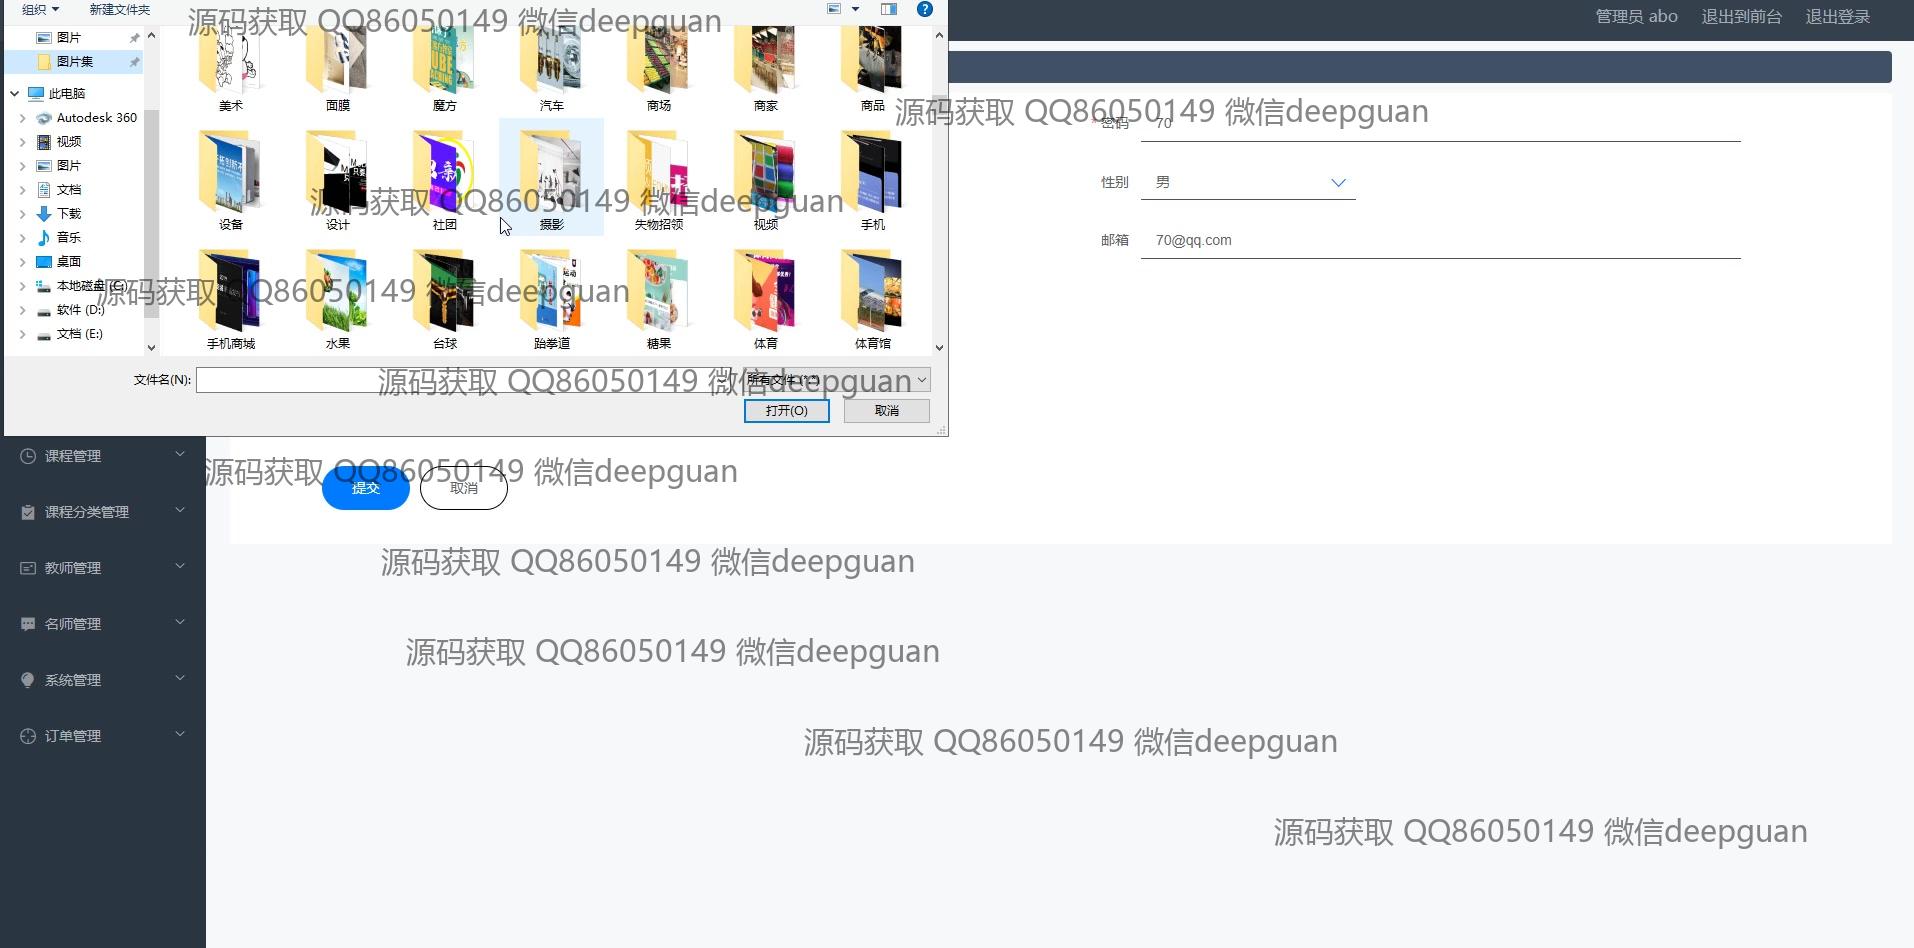 组织 新建文件夹
管理员 abo 退出到前台 退出登录
源码获取 QQ86050149 微信deepguan
图片
图片集
此电脑
Autodesk 360
视频
图片
文档
下载
音乐
桌面
本地磁盘 (C:)
软件 (D:)
文档 (E:)
美术 面膜 魔方 汽车 商场 商家 商品
源码获取 QQ86050149 微信deepguan
* 密码 70
性别 男
源码获取 QQ86050149 微信deepguan
设备 设计 社团 摄影 失物招领 视频 手机
邮箱 70@qq.com
源码获取 QQ86050149 微信deepguan
手机商城 水果 台球 跆拳道 糖果 体育 体育馆
文件名(N): 所有文件 (*.*)
源码获取 QQ86050149 微信deepguan
打开(O) 取消
课程管理
源码获取 QQ86050149 微信deepguan
提交 取消
课程分类管理
源码获取 QQ86050149 微信deepguan
教师管理
名师管理
源码获取 QQ86050149 微信deepguan
系统管理
订单管理
源码获取 QQ86050149 微信deepguan
源码获取 QQ86050149 微信deepguan